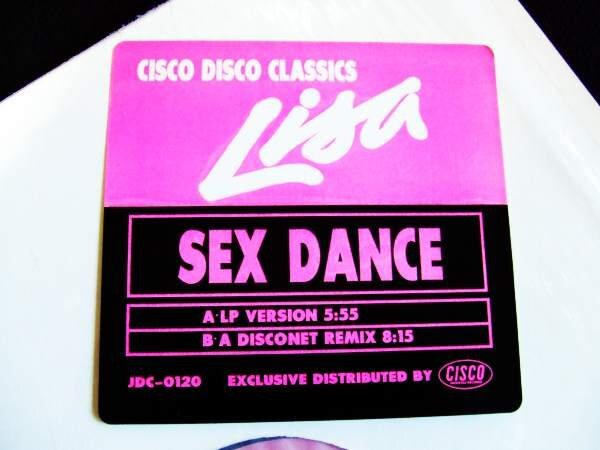 CISCO DISCO CLASSICS
Lisa
SEX DANCE
A·LP VERSION 5:55
B·A DISCONET REMIX 8:15
JDC-0120 EXCLUSIVE DISTRIBUTED BY CISCO